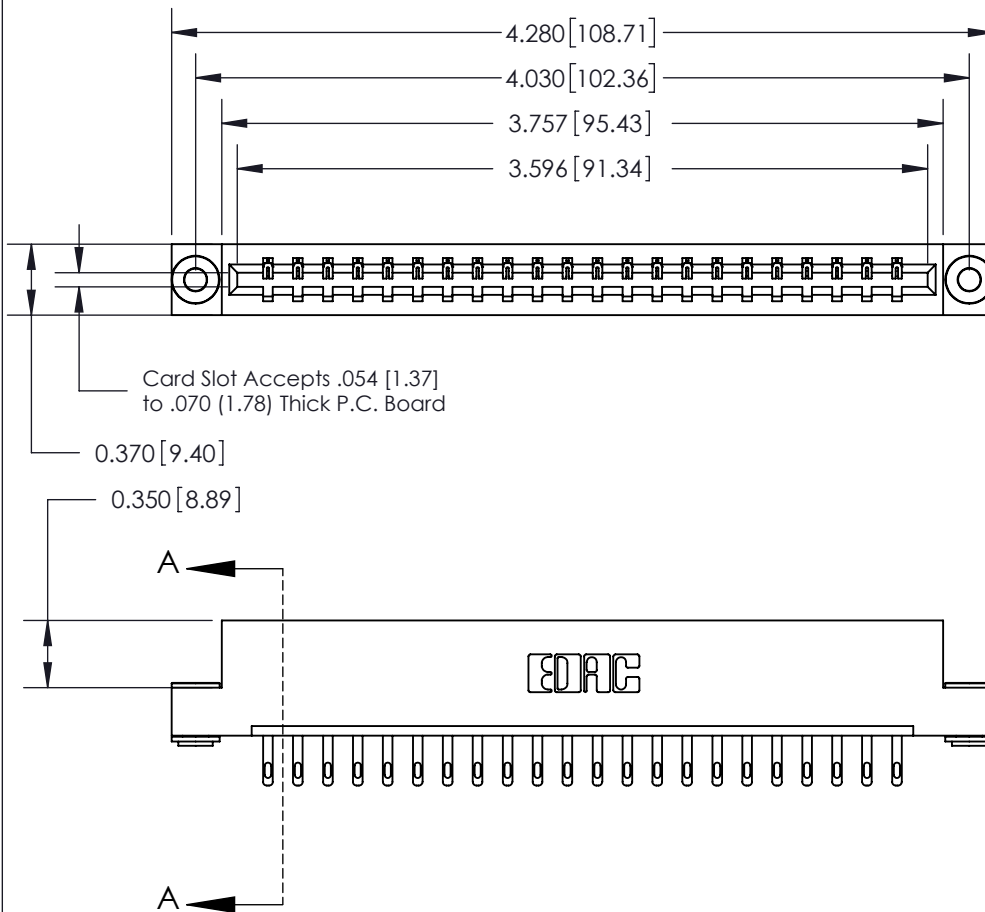 4.280[108.71]
4.030[102.36]
3.757[95.43]
3.596[91.34]
Card Slot Accepts .054 [1.37]
to .070 (1.78) Thick P.C. Board
0.370[9.40]
0.350[8.89]
A
EDAC
A